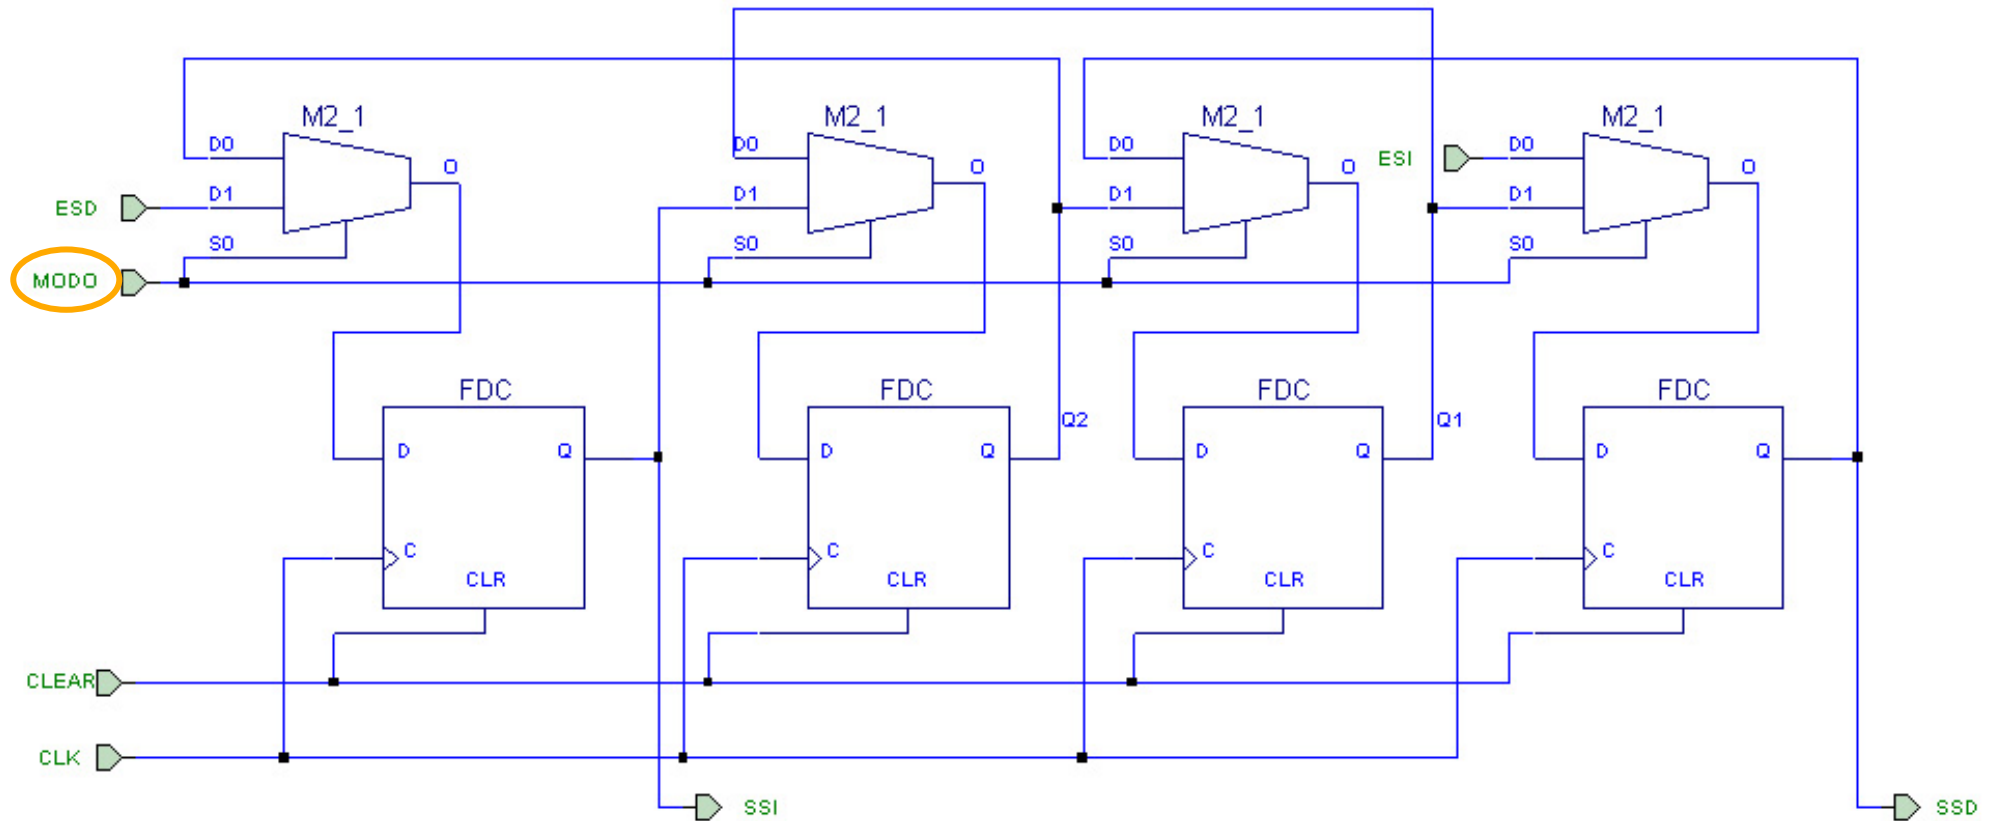 M2_1 M2_1 M2_1 M2_1
D0 D0 D0 ESI D0
O O O O
ESD D1 D1 D1 D1
S0 S0 S0 S0
MODO
FDC FDC FDC FDC
Q2 Q1
D Q D Q D Q D Q
C C C C
CLR CLR CLR CLR
CLEAR
CLK
SSI SSD